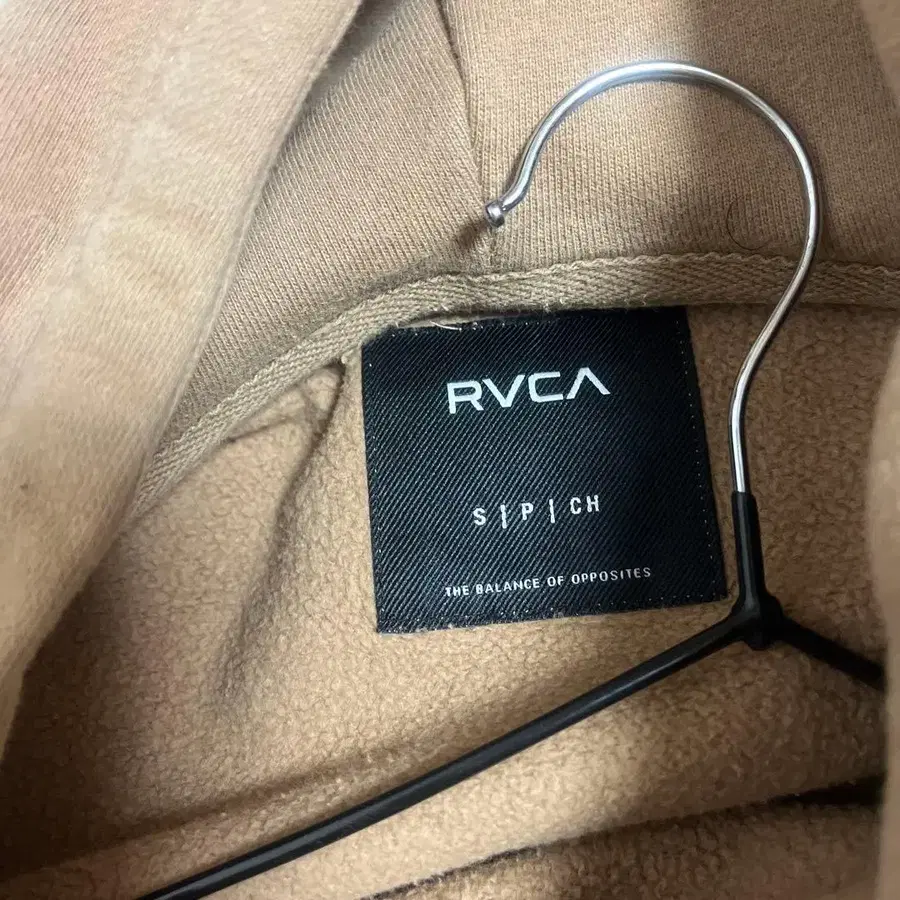 RVCA
S | P | CH
THE BALANCE OF OPPOSITES